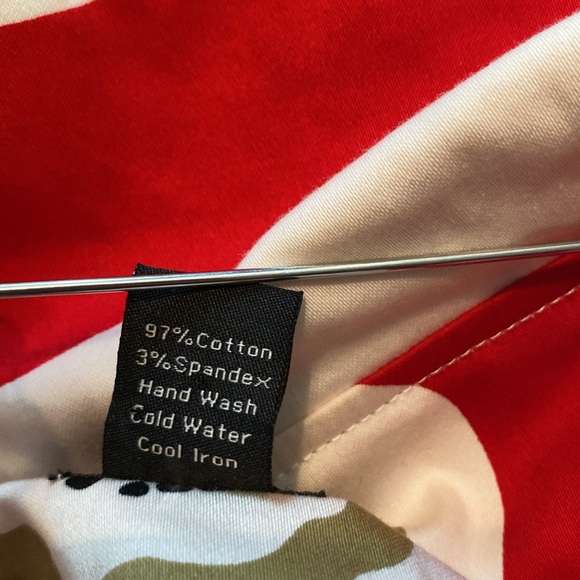 97%Cotton
3%Spandex
Hand Wash
Cold Water
Cool Iron